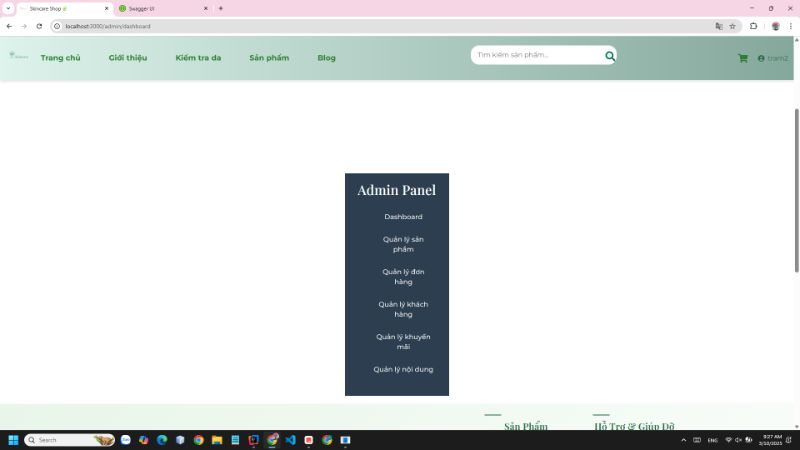 Skincare Shop
Swagger UI
localhost:3000/admin/dashboard
Trang chủ
Giới thiệu
Kiểm tra da
Sản phẩm
Blog
Tìm kiếm sản phẩm...
tram2
Admin Panel
Dashboard
Quản lý sản
phẩm
Quản lý đơn
hàng
Quản lý khách
hàng
Quản lý khuyến
mãi
Quản lý nội dung
Sản Phẩm
Hỗ Trợ & Giúp Đỡ
Search
ENG
9:27 AM
3/10/2025